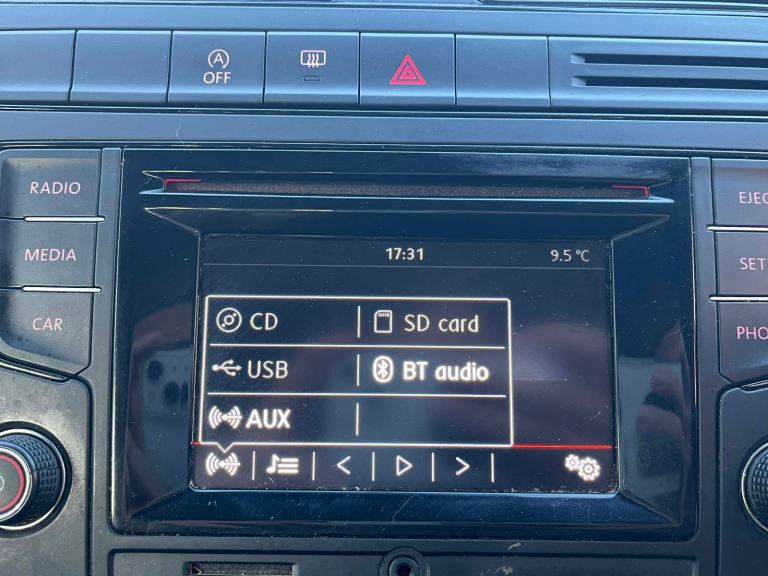 A
OFF
RADIO
MEDIA
CAR
17:31
9.5 °C
CD
SD card
USB
BT audio
AUX